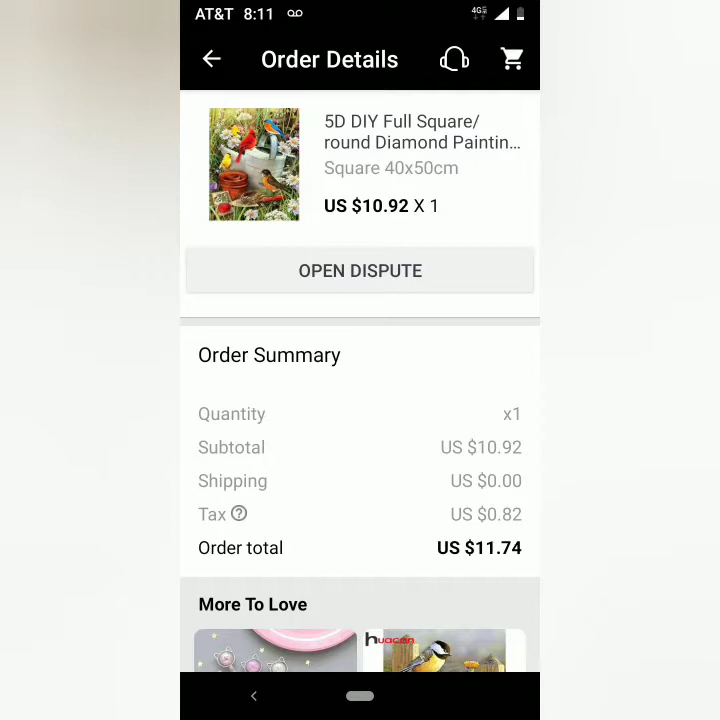 AT&T 8:11
Order Details
5D DIY Full Square/
round Diamond Paintin...
Square 40x50cm
US $10.92 X 1
OPEN DISPUTE
Order Summary
Quantity x1
Subtotal US $10.92
Shipping US $0.00
Tax US $0.82
Order total US $11.74
More To Love
huacan